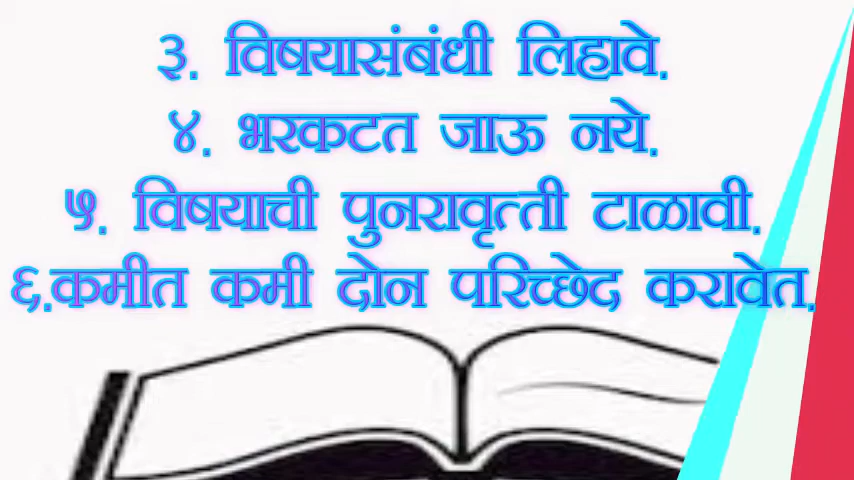 ३. विषयासंबंधी लिहावे.
४. भरकटत जाऊ नये.
५. विषयाची पुनरावृत्ती टाळावी.
६.कमीत कमी दोन परिच्छेद करावेत.